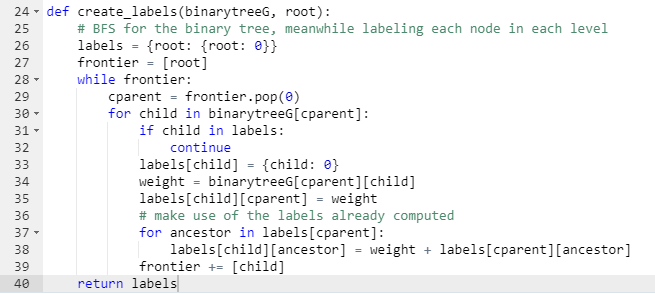 24 def create_labels(binarytreeG, root):
25     # BFS for the binary tree, meanwhile labeling each node in each level
26     labels = {root: {root: 0}}
27     frontier = [root]
28     while frontier:
29         cparent = frontier.pop(0)
30         for child in binarytreeG[cparent]:
31             if child in labels:
32                 continue
33             labels[child] = {child: 0}
34             weight = binarytreeG[cparent][child]
35             labels[child][cparent] = weight
36             # make use of the labels already computed
37             for ancestor in labels[cparent]:
38                 labels[child][ancestor] = weight + labels[cparent][ancestor]
39             frontier += [child]
40     return labels